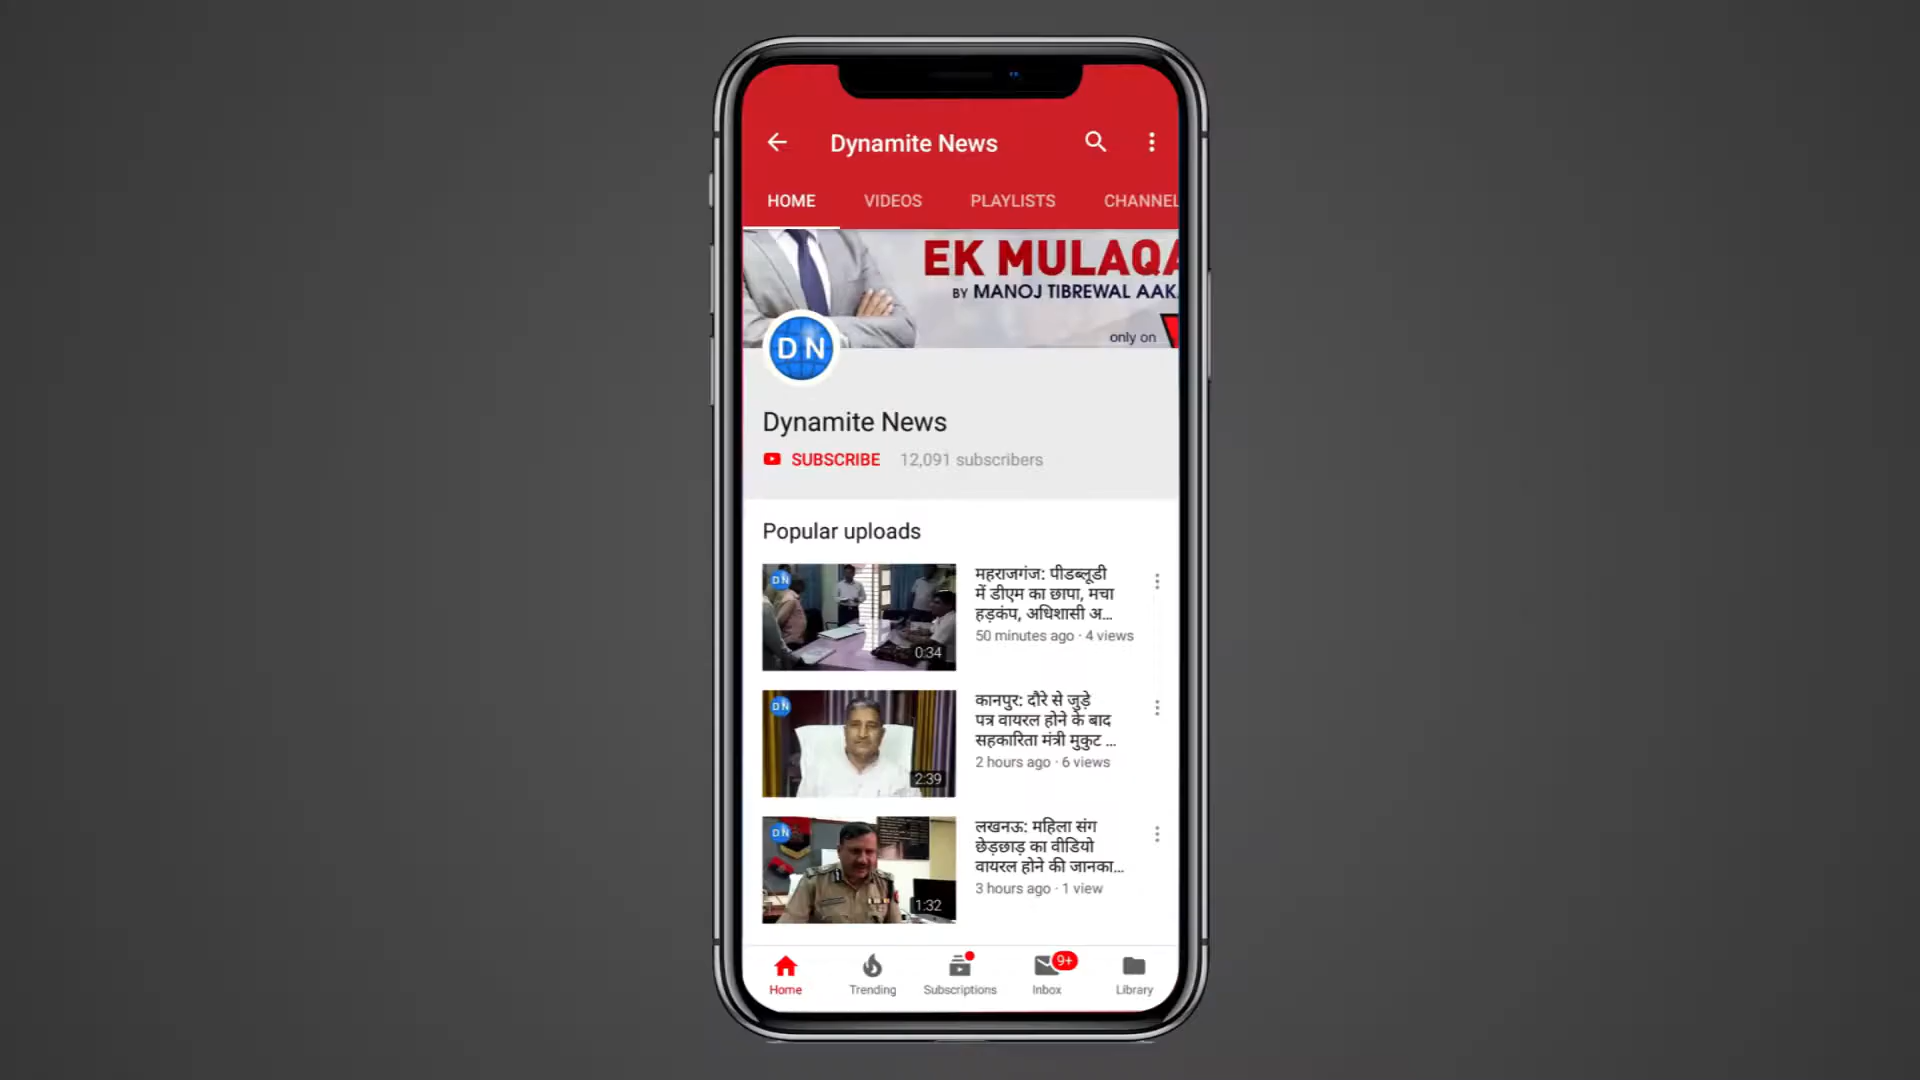 Dynamite News
HOME VIDEOS PLAYLISTS CHANNEL
EK MULAQA
BY MANOJ TIBREWAL AAK
only on
DN
Dynamite News
SUBSCRIBE 12,091 subscribers
Popular uploads
DN
0:34
महराजगंज: पीडब्लूडी
में डीएम का छापा, मचा
हड़कंप, अधिशासी अ...
50 minutes ago · 4 views
DN
2:39
कानपुर: दौरे से जुड़े
पत्र वायरल होने के बाद
सहकारिता मंत्री मुकुट ...
2 hours ago · 6 views
DN
1:32
लखनऊ: महिला संग
छेड़छाड़ का वीडियो
वायरल होने की जानका...
3 hours ago · 1 view
9+
Home Trending Subscriptions Inbox Library